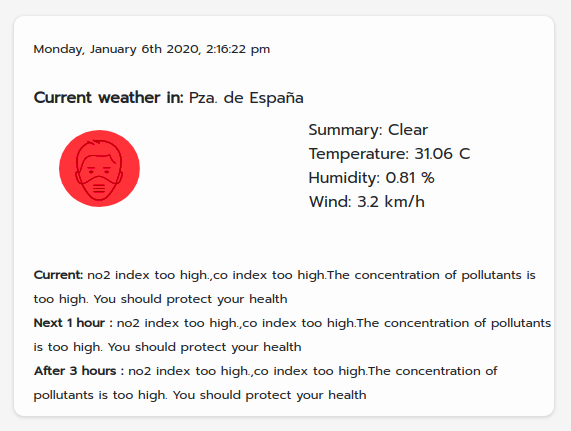 Monday, January 6th 2020, 2:16:22 pm
Current weather in: Pza. de España
Summary: Clear
Temperature: 31.06 C
Humidity: 0.81 %
Wind: 3.2 km/h
Current: no2 index too high.,co index too high.The concentration of pollutants is
too high. You should protect your health
Next 1 hour : no2 index too high.,co index too high.The concentration of pollutants
is too high. You should protect your health
After 3 hours : no2 index too high.,co index too high.The concentration of
pollutants is too high. You should protect your health